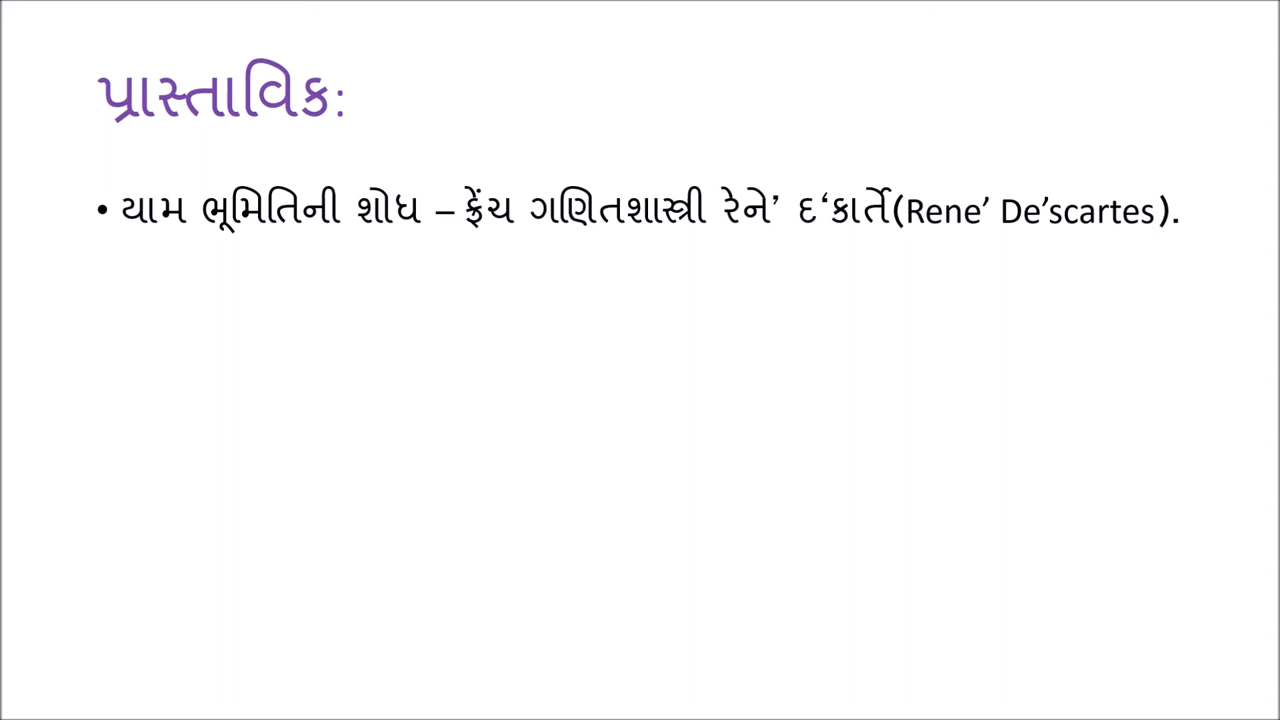 પ્રાસ્તાવિક:
• યામ ભૂમિતિની શોધ – ફ્રેંચ ગણિતશાસ્ત્રી રેને’ દ‘કાર્તે(Rene’ De’scartes).